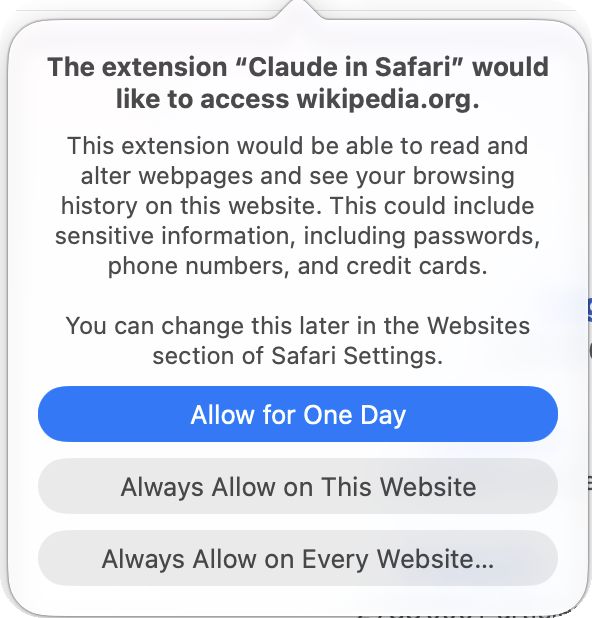 The extension “Claude in Safari” would
like to access wikipedia.org.
This extension would be able to read and
alter webpages and see your browsing
history on this website. This could include
sensitive information, including passwords,
phone numbers, and credit cards.
You can change this later in the Websites
section of Safari Settings.
Allow for One Day
Always Allow on This Website
Always Allow on Every Website...